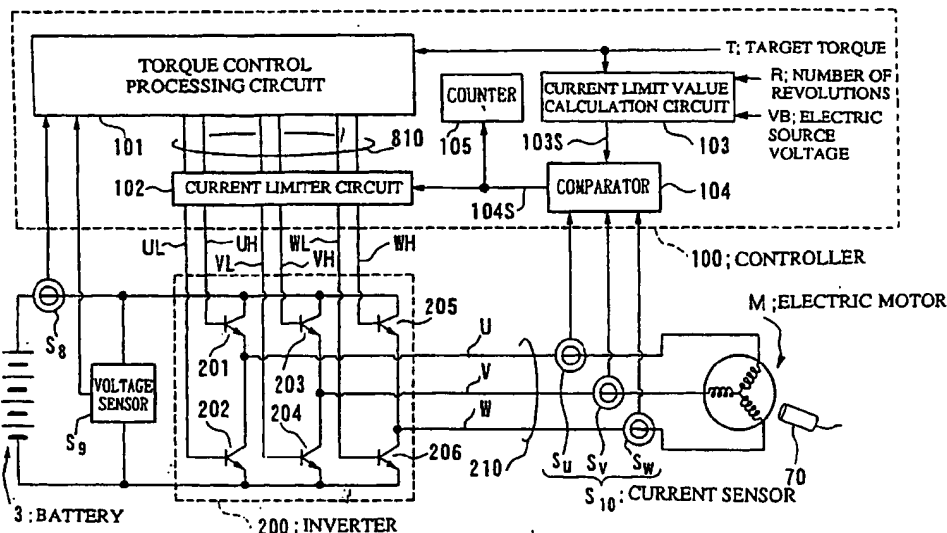 T; TARGET TORQUE
TORQUE CONTROL
PROCESSING CIRCUIT
COUNTER
CURRENT LIMIT VALUE
CALCULATION CIRCUIT
R; NUMBER OF
REVOLUTIONS
VB; ELECTRIC
SOURCE
VOLTAGE
101
810
105
103S
103
102
CURRENT LIMITER CIRCUIT
104S
COMPARATOR
104
UL
UH
VL
WL
VH
WH
100; CONTROLLER
M; ELECTRIC MOTOR
S8
201
203
205
U
V
W
VOLTAGE
SENSOR
S9
202
204
206
210
Su
Sv
Sw
70
S10; CURRENT SENSOR
3; BATTERY
200; INVERTER